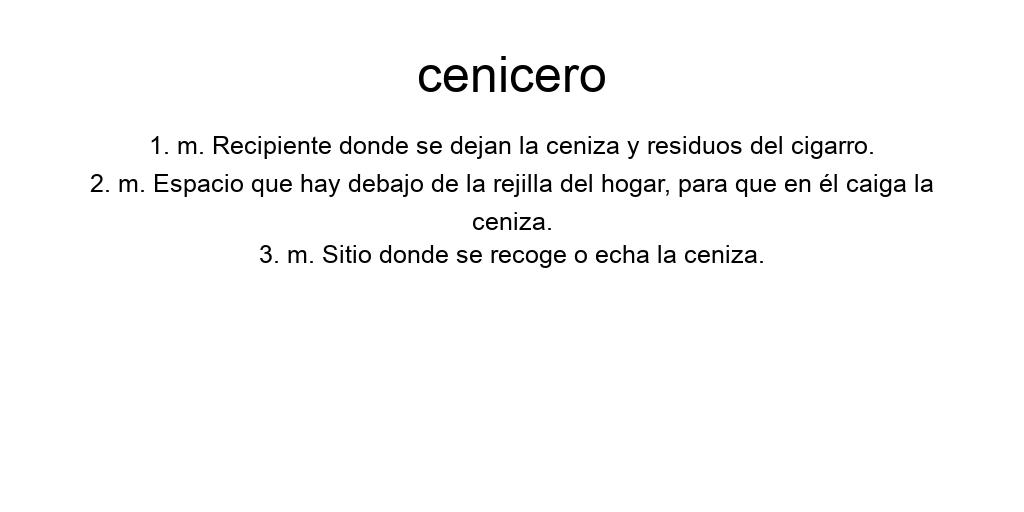 cenicero
1. m. Recipiente donde se dejan la ceniza y residuos del cigarro.
2. m. Espacio que hay debajo de la rejilla del hogar, para que en él caiga la
ceniza.
3. m. Sitio donde se recoge o echa la ceniza.